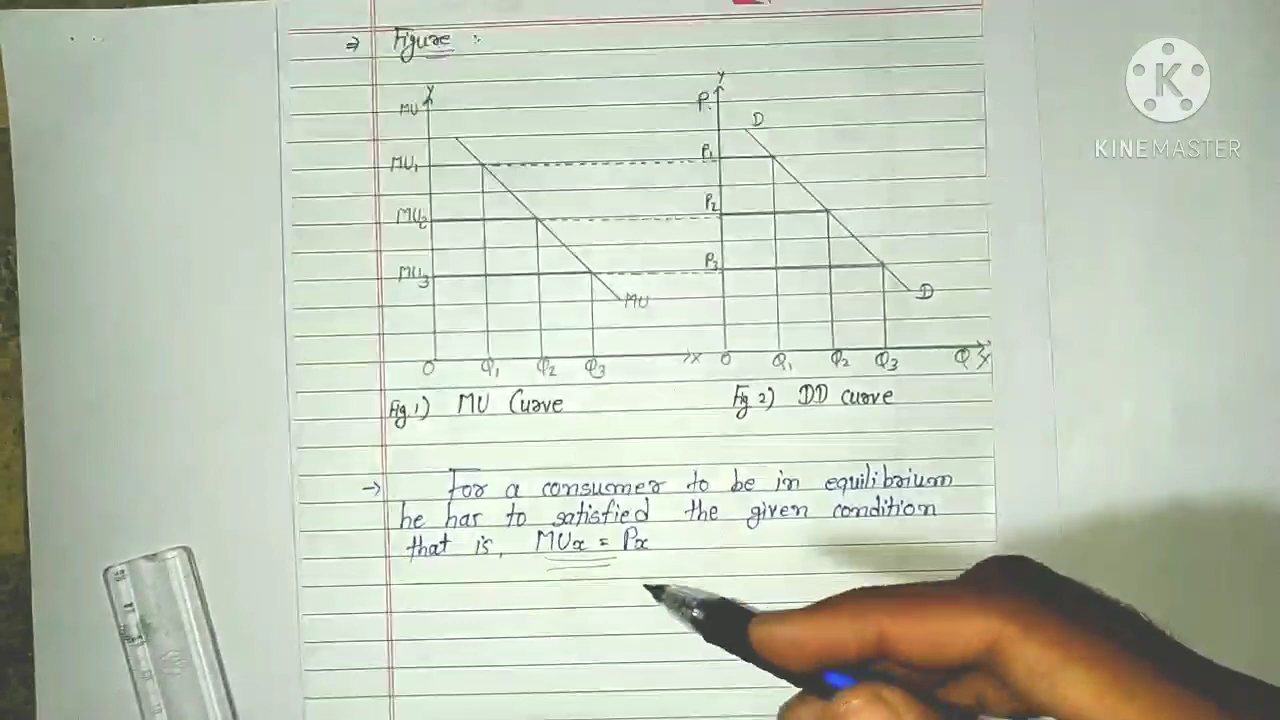 ⇒ Figure :
Y
MU
MU1
MU2
MU3
MU
O Q1 Q2 Q3 X
Y
P.
D
P1
P2
P3
D
O Q1 Q2 Q3 Q X
Fig.1) MU Curve
Fig 2) DD curve
→ For a consumer to be in equilibrium
he has to satisfied the given condition
that is, MUx = Px
K
KINEMASTER